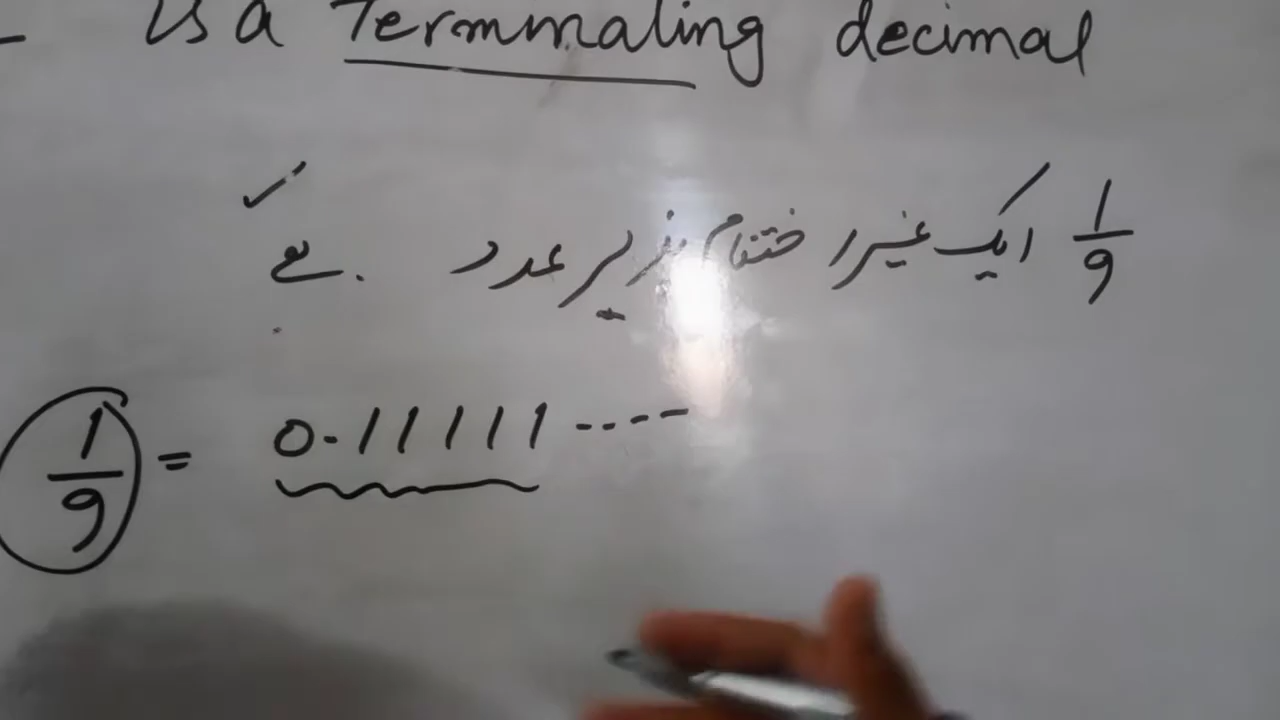 is a Terminating decimal
1/9 ایک غیر اختتام پذیر عدد ہے.
1/9 = 0.11111-----